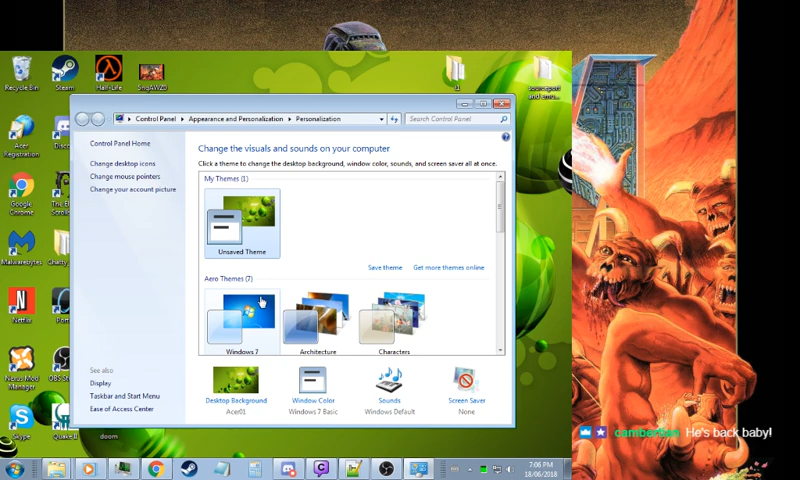 Recycle Bin
Steam
Half-Life
Acer
Registration
Google
Chrome
Malwarebytes
Chatty
Netflix
Nexus Mod
Manager
Skype
Quake II
doom
Control Panel
Appearance and Personalization
Personalization
Search Control Panel
Control Panel Home
Change desktop icons
Change mouse pointers
Change your account picture
See also
Display
Taskbar and Start Menu
Ease of Access Center
Change the visuals and sounds on your computer
Click a theme to change the desktop background, window color, sounds, and screen saver all at once.
My Themes (1)
Unsaved Theme
Save theme
Get more themes online
Aero Themes (7)
Windows 7
Architecture
Characters
Desktop Background
Acer01
Window Color
Windows 7 Basic
Sounds
Windows Default
Screen Saver
None
cambertian He's back baby!
7:06 PM
18/06/2018